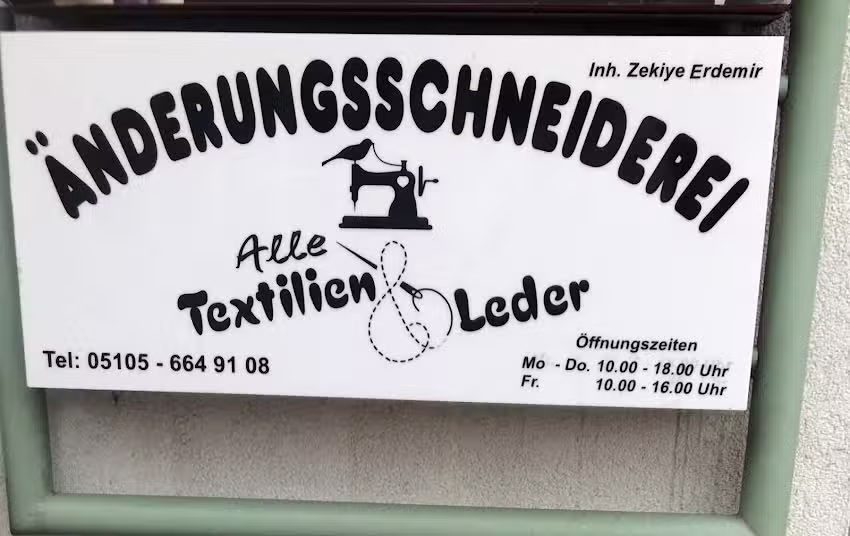 Inh. Zekiye Erdemir
ÄNDERUNGSSCHNEIDEREI
Alle
Textilien & Leder
Öffnungszeiten
Mo - Do. 10.00 - 18.00 Uhr
Fr. 10.00 - 16.00 Uhr
Tel: 05105 - 664 91 08